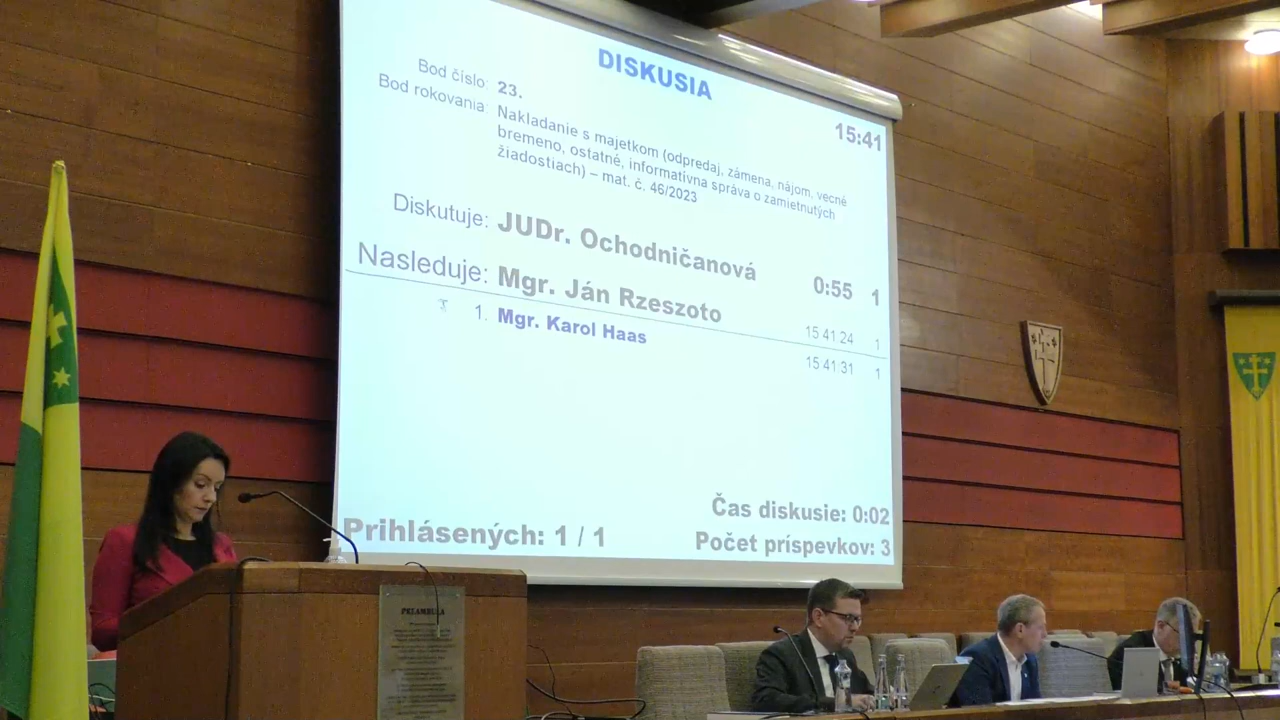 DISKUSIA
15:41
Bod číslo: 23.
Bod rokovania: Nakladanie s majetkom (odpredaj, zámena, nájom, vecné
bremeno, ostatné, informatívna správa o zamietnutých
žiadostiach) – mat. č. 46/2023
Diskutuje: JUDr. Ochodničanová 0:55 1
Nasleduje: Mgr. Ján Rzeszoto 15 41 24 1
1. Mgr. Karol Haas 15 41 31 1
Čas diskusie: 0:02
Prihlásených: 1 / 1
Počet príspevkov: 3
PREAMBULA